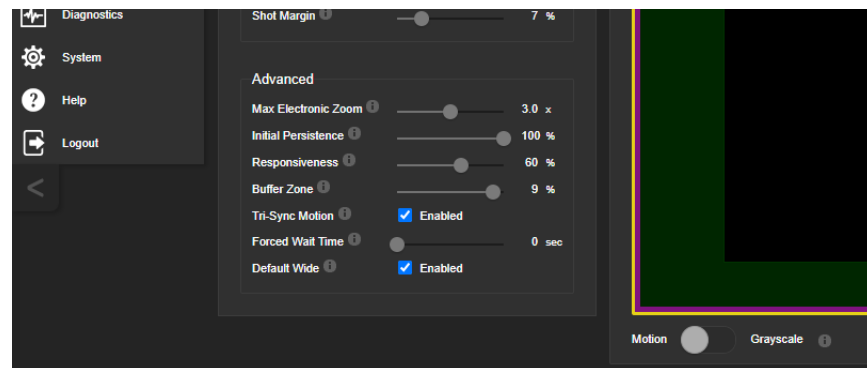 Diagnostics
System
? Help
Logout
<
Shot Margin 7 %
Advanced
Max Electronic Zoom 3.0 x
Initial Persistence 100 %
Responsiveness 60 %
Buffer Zone 9 %
Tri-Sync Motion Enabled
Forced Wait Time 0 sec
Default Wide Enabled
Motion Grayscale